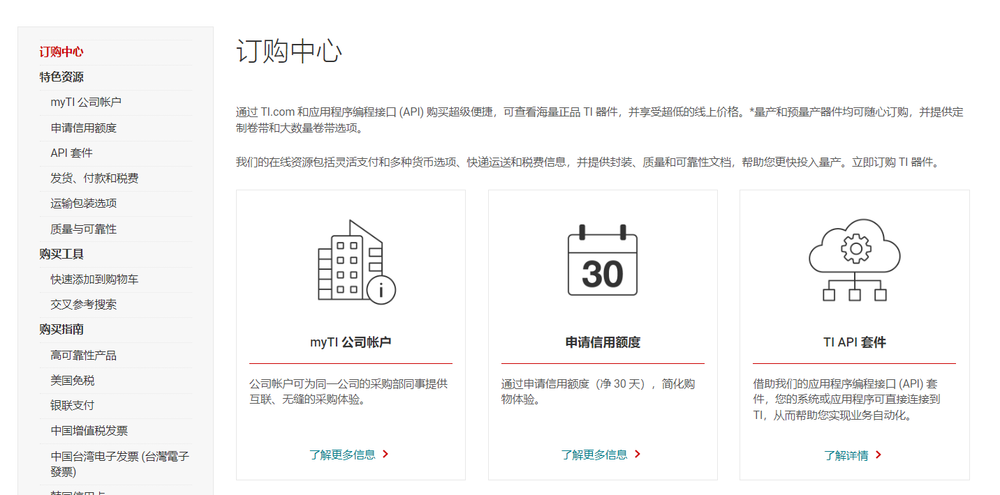 订购中心
特色资源
myTI 公司帐户
申请信用额度
API 套件
发货、付款和税费
运输包装选项
质量与可靠性
购买工具
快速添加到购物车
交叉参考搜索
购买指南
高可靠性产品
美国免税
银联支付
中国增值税发票
中国台湾电子发票 (台灣電子
發票)
订购中心
通过 TI.com 和应用程序编程接口 (API) 购买超级便捷，可查看海量正品 TI 器件，并享受超低的线上价格。*量产和预量产器件均可随心订购，并提供定
制卷带和大数量卷带选项。
我们的在线资源包括灵活支付和多种货币选项、快递运送和税费信息，并提供封装、质量和可靠性文档，帮助您更快投入量产。立即订购 TI 器件。
myTI 公司帐户
公司帐户可为同一公司的采购部同事提供
互联、无缝的采购体验。
了解更多信息
30
申请信用额度
通过申请信用额度（净 30 天），简化购
物体验。
了解更多信息
TI API 套件
借助我们的应用程序编程接口 (API) 套
件，您的系统或应用程序可直接连接到
TI，从而帮助您实现业务自动化。
了解详情